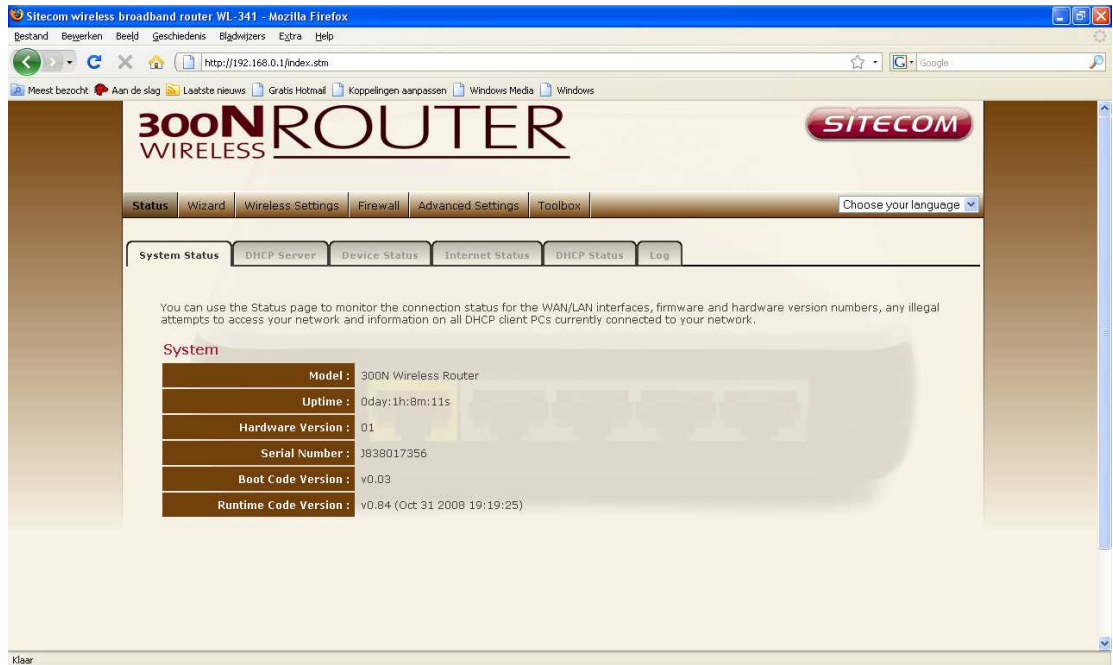 Sitecom wireless broadband router WL-341 - Mozilla Firefox
Bestand Bewerken Beeld Geschiedenis Bladwijzers Extra Help
http://192.168.0.1/index.stm
G Google
Meest bezocht Aan de slag Laatste nieuws Gratis Hotmail Koppelingen aanpassen Windows Media Windows
300N WIRELESS ROUTER
SITECOM
Status Wizard Wireless Settings Firewall Advanced Settings Toolbox Choose your language
System Status DHCP Server Device Status Internet Status DHCP Status Log
You can use the Status page to monitor the connection status for the WAN/LAN interfaces, firmware and hardware version numbers, any illegal
attempts to access your network and information on all DHCP client PCs currently connected to your network.
System
Model : 300N Wireless Router
Uptime : 0day:1h:8m:11s
Hardware Version : 01
Serial Number : J838017356
Boot Code Version : v0.03
Runtime Code Version : v0.84 (Oct 31 2008 19:19:25)
Klaar